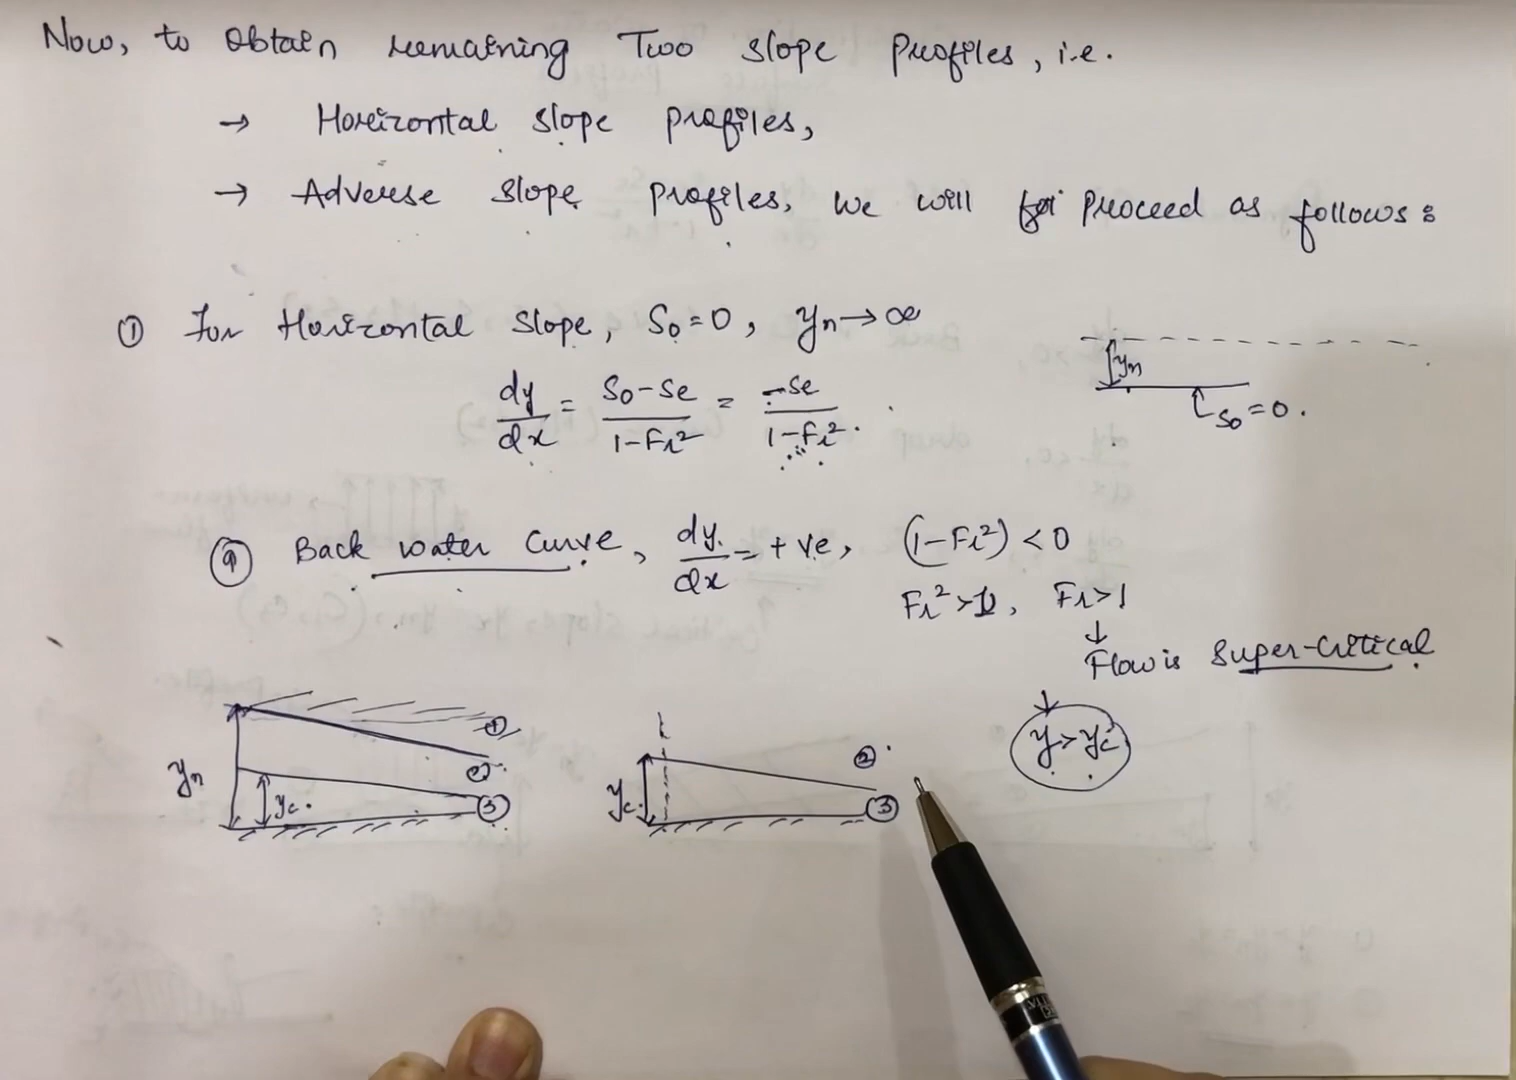 Now, to obtain remaining Two slope profiles, i.e.
→ Horizontal slope profiles,
→ Adverse slope profiles, we will proceed as follows :
① For Horizontal slope, S₀=0, yₙ→∞
dy/dx = (S₀-Se)/(1-Fr²) = -Se/(1-Fr²).
yₙ
S₀=0.
ⓐ Back water curve, dy/dx = +ve, (1-Fr²) < 0
Fr² > 1, Fr > 1
↓
Flow is Super-critical
↓
y > yc
yₙ yc. ① ② ③
yc. ② ③